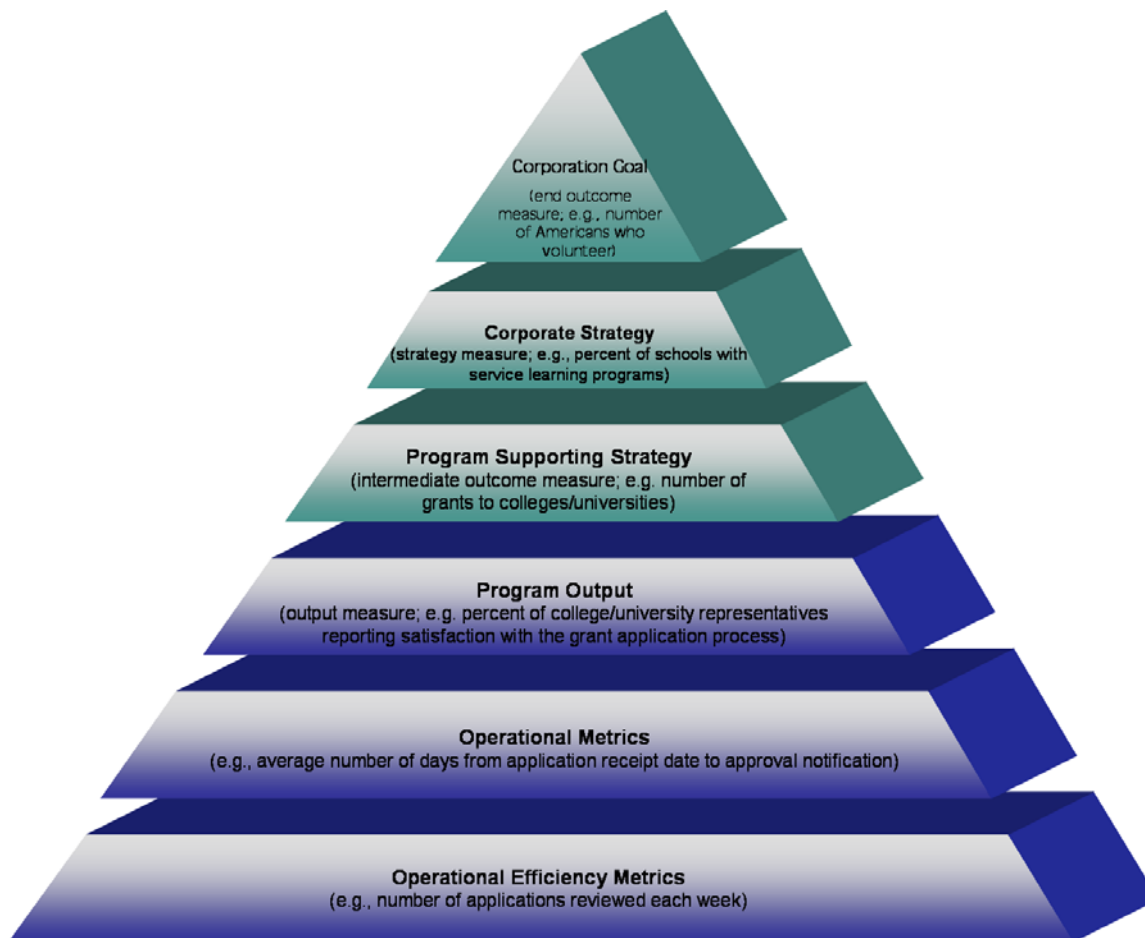 Corporation Goal
(end outcome
measure; e.g., number
of Americans who
volunteer)
Corporate Strategy
(strategy measure; e.g., percent of schools with
service learning programs)
Program Supporting Strategy
(intermediate outcome measure; e.g. number of
grants to colleges/universities)
Program Output
(output measure; e.g. percent of college/university representatives
reporting satisfaction with the grant application process)
Operational Metrics
(e.g., average number of days from application receipt date to approval notification)
Operational Efficiency Metrics
(e.g., number of applications reviewed each week)